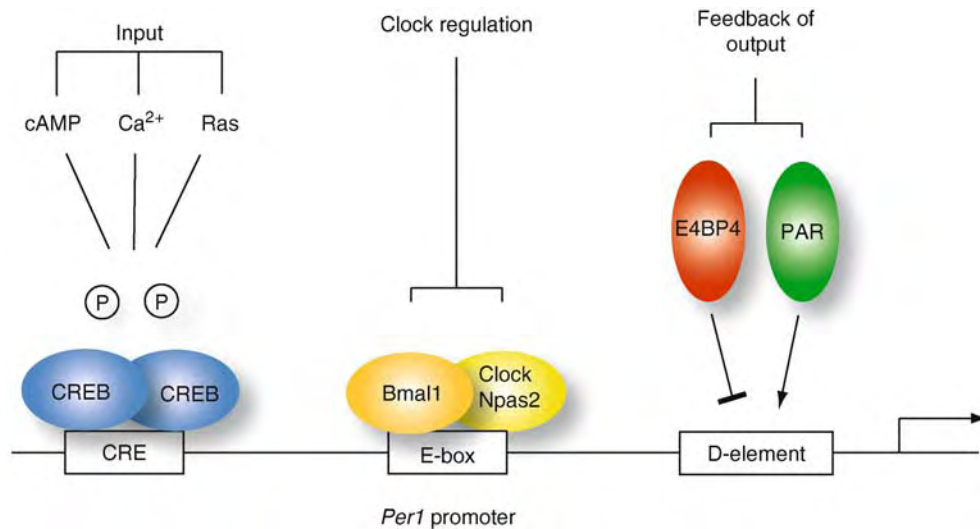 Input
cAMP Ca2+ Ras
P P
CREB CREB
CRE
Clock regulation
Bmal1
Clock
Npas2
E-box
Feedback of
output
E4BP4 PAR
D-element
Per1 promoter